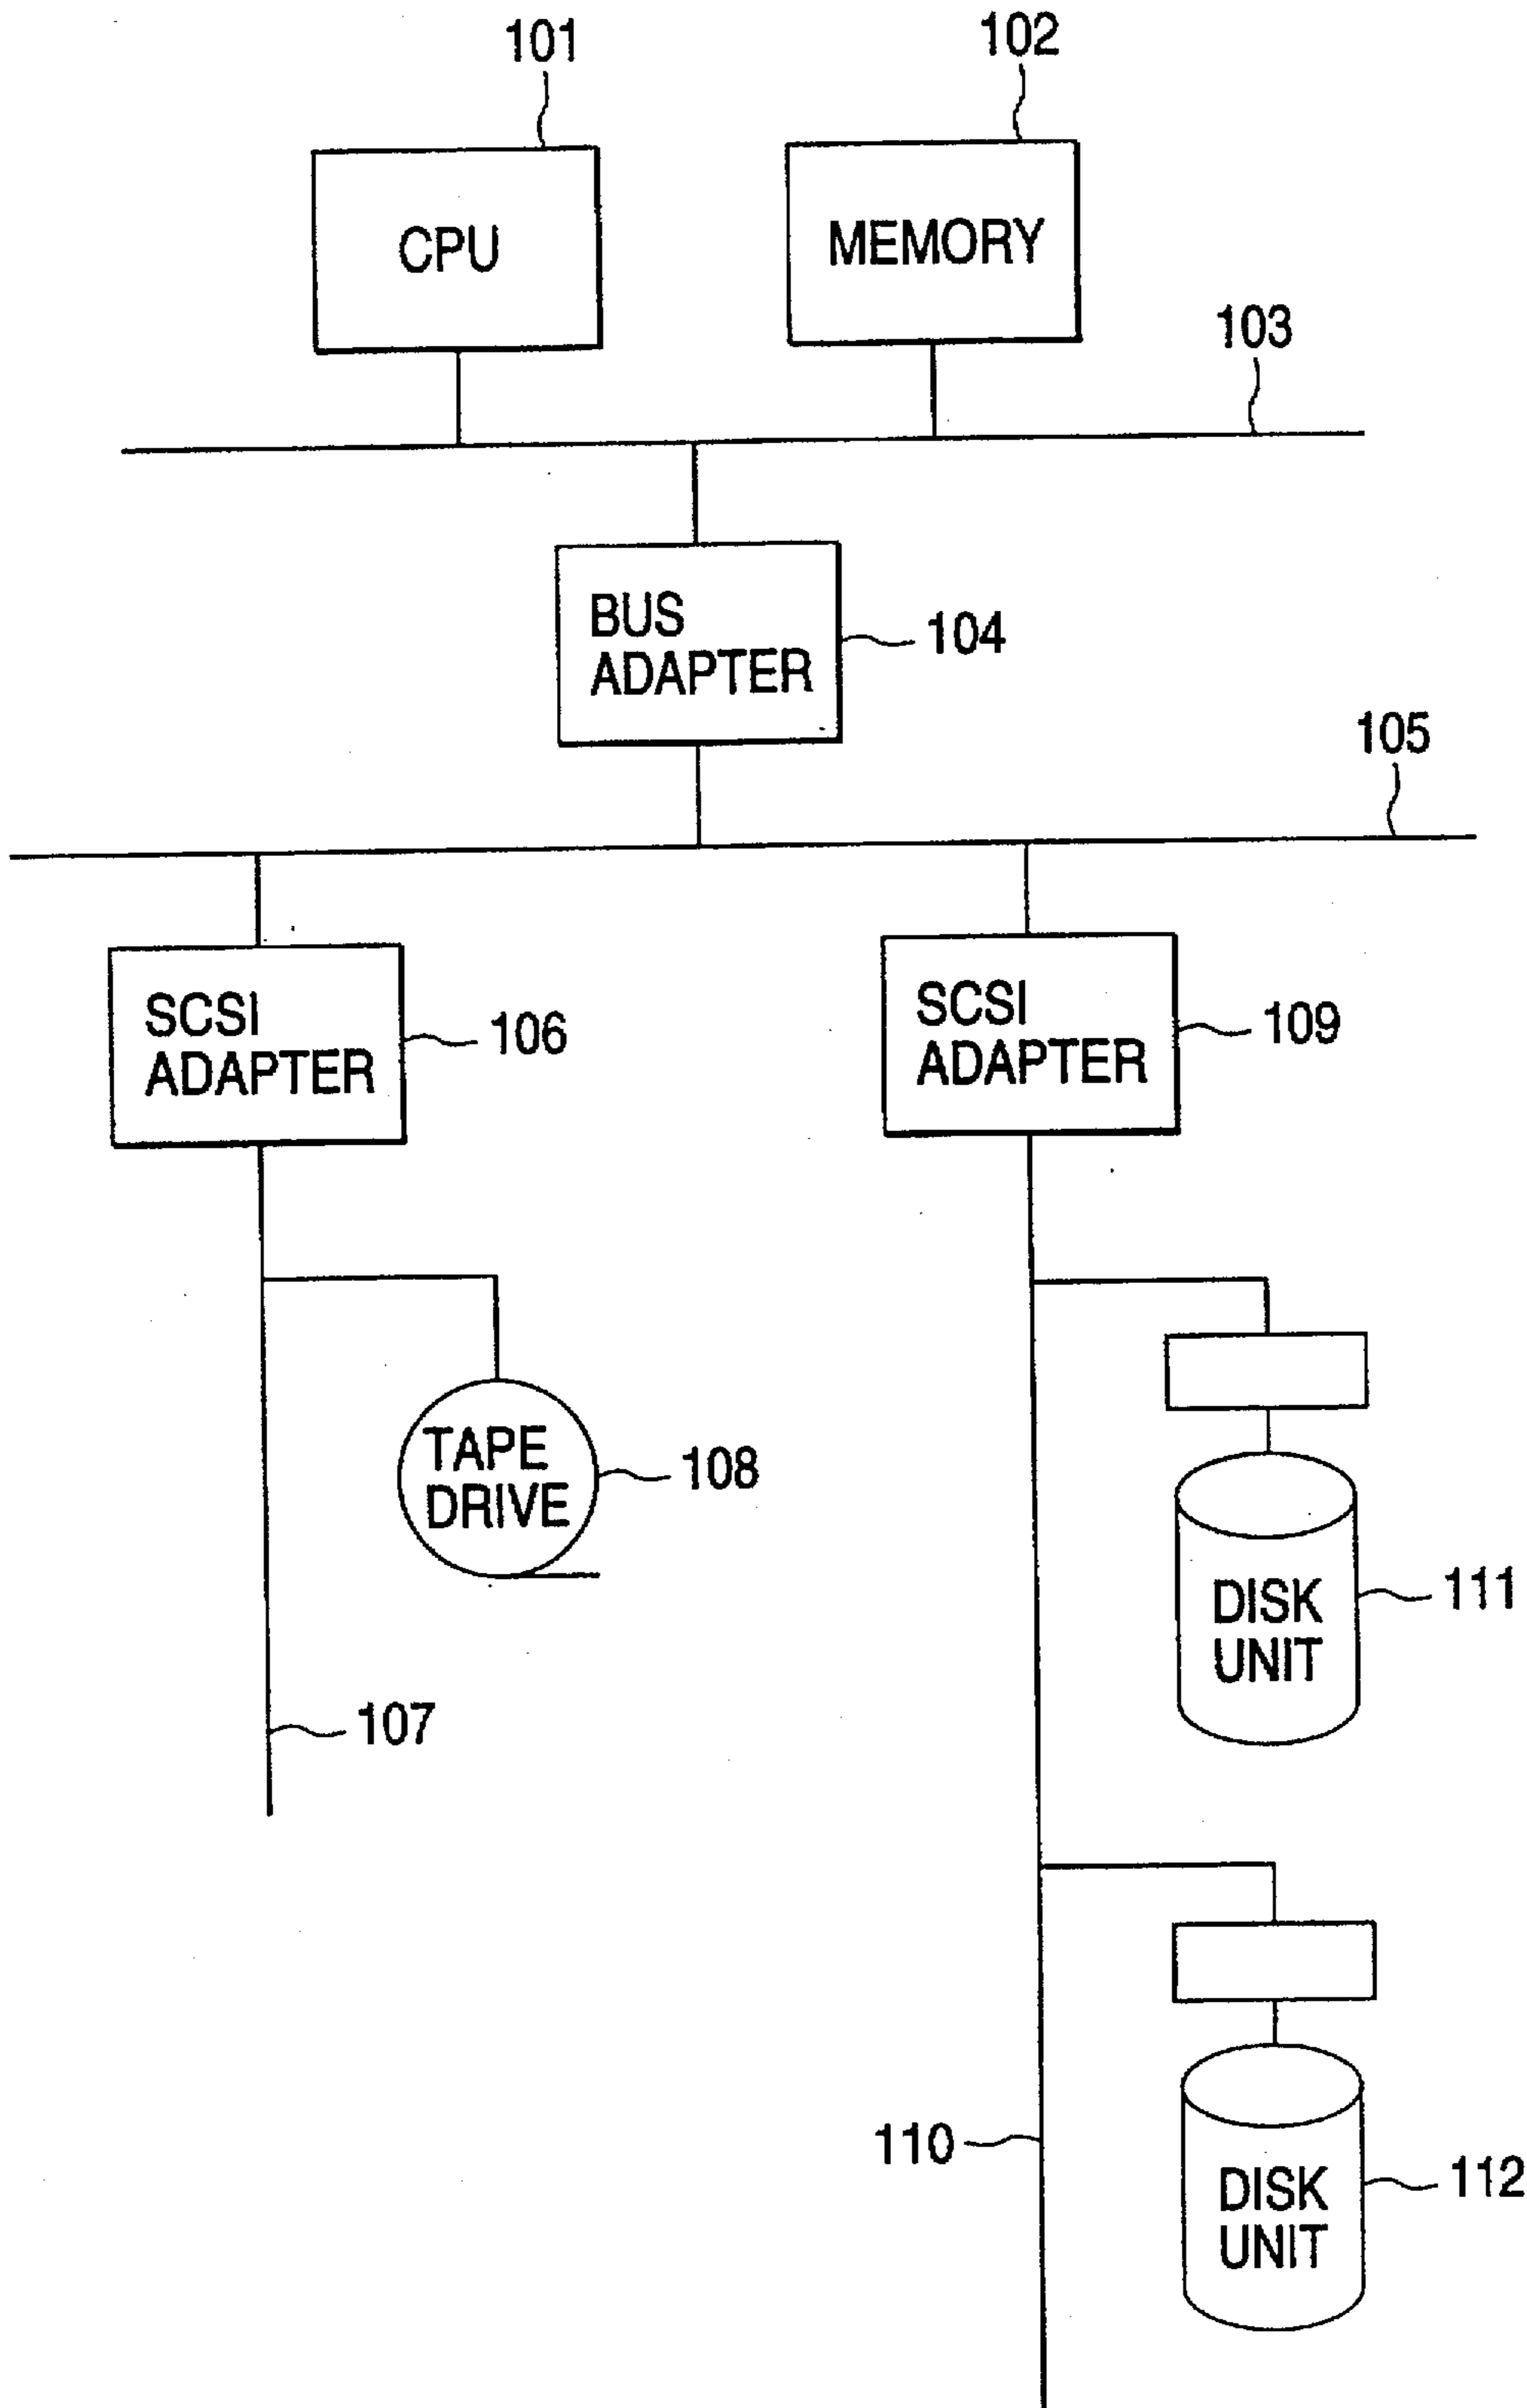 101
102
CPU
MEMORY
103
BUS
ADAPTER
104
105
SCSI
ADAPTER
106
SCSI
ADAPTER
109
TAPE
DRIVE
108
DISK
UNIT
111
107
110
DISK
UNIT
112